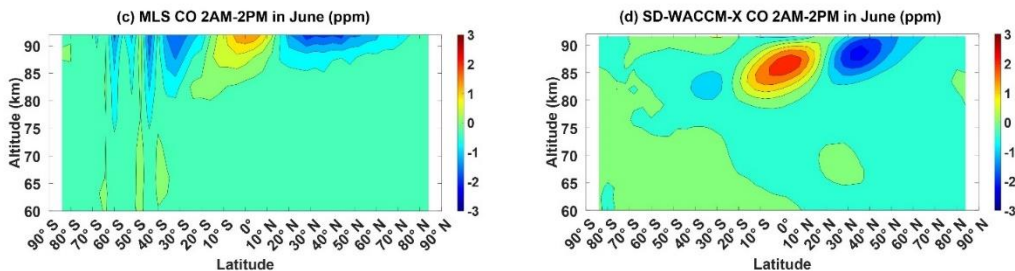 (c) MLS CO 2AM-2PM in June (ppm)
90
85
80
75
70
65
60
Altitude (km)
90° S
80° S
70° S
60° S
50° S
40° S
30° S
20° S
10° S
0°
10° N
20° N
30° N
40° N
50° N
60° N
70° N
80° N
90° N
Latitude
3
2
1
0
-1
-2
-3
(d) SD-WACCM-X CO 2AM-2PM in June (ppm)
90
85
80
75
70
65
60
Altitude (km)
90° S
80° S
70° S
60° S
50° S
40° S
30° S
20° S
10° S
0°
10° N
20° N
30° N
40° N
50° N
60° N
70° N
80° N
90° N
Latitude
3
2
1
0
-1
-2
-3